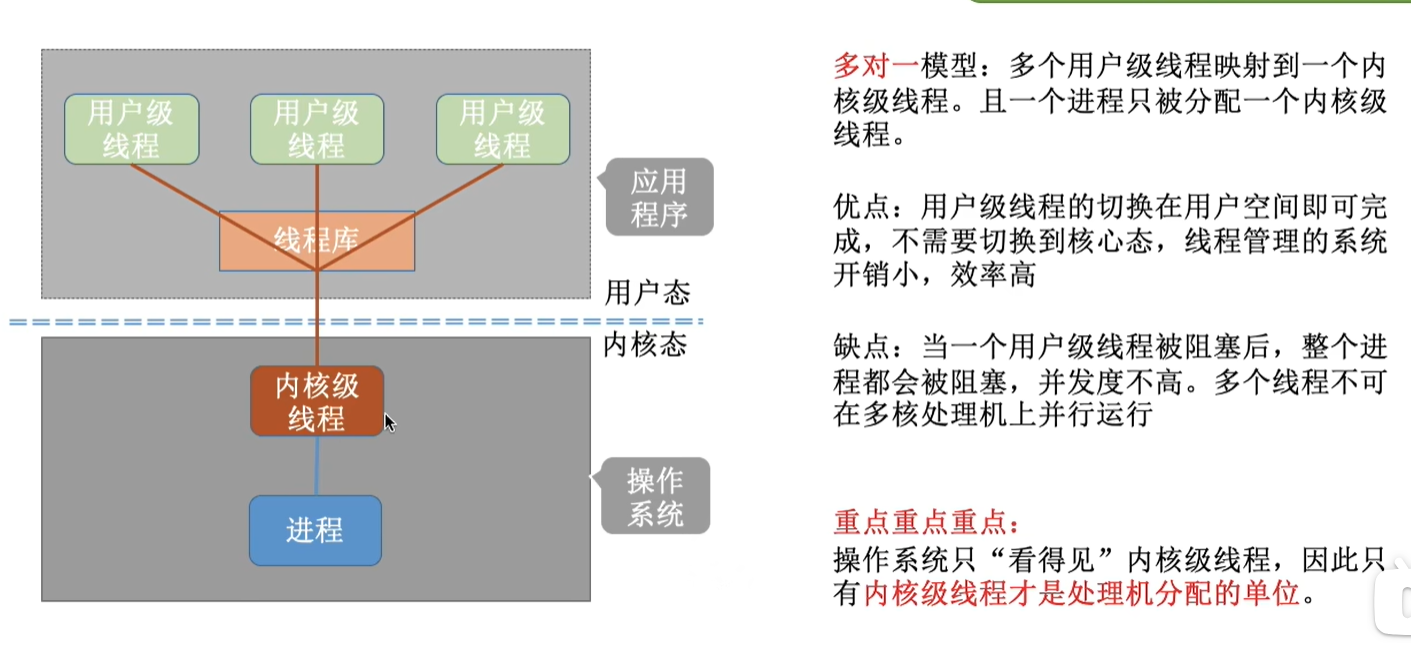 用户级
线程
用户级
线程
用户级
线程
线程库
应用
程序
用户态
内核态
内核级
线程
进程
操作
系统
多对一模型：多个用户级线程映射到一个内
核级线程。且一个进程只被分配一个内核级
线程。
优点：用户级线程的切换在用户空间即可完
成，不需要切换到核心态，线程管理的系统
开销小，效率高
缺点：当一个用户级线程被阻塞后，整个进
程都会被阻塞，并发度不高。多个线程不可
在多核处理机上并行运行
重点重点重点：
操作系统只“看得见”内核级线程，因此只
有内核级线程才是处理机分配的单位。